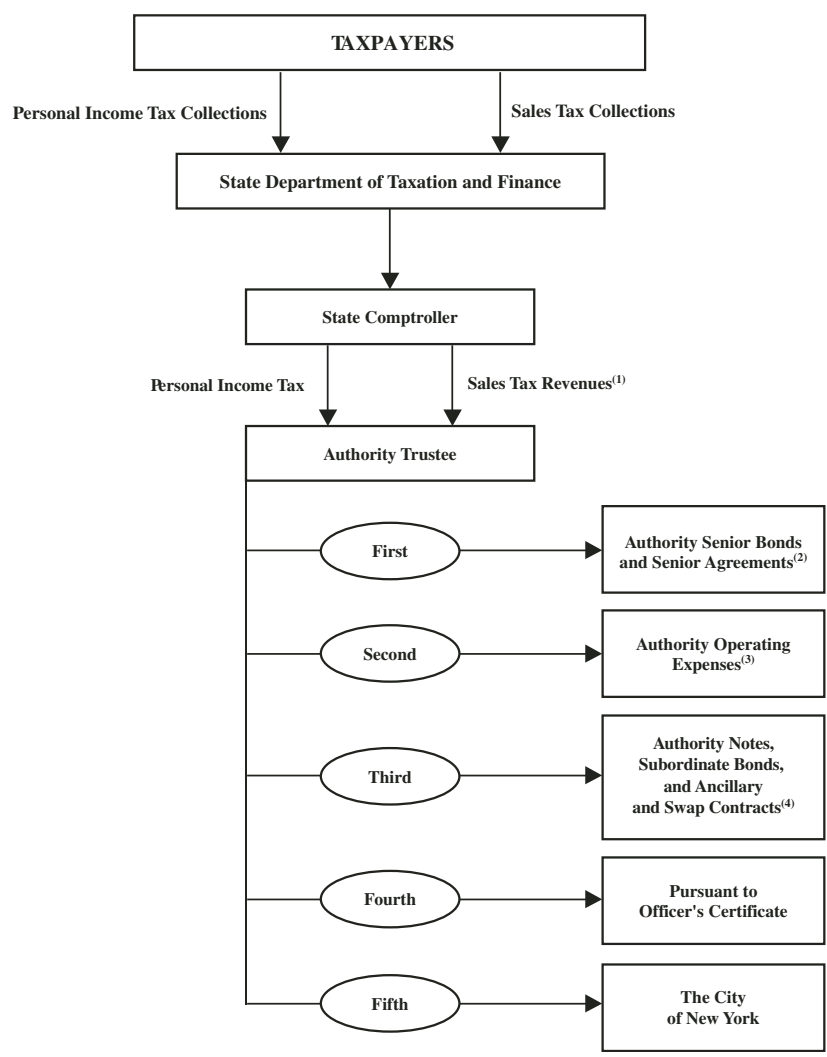 TAXPAYERS
Personal Income Tax Collections
Sales Tax Collections
State Department of Taxation and Finance
State Comptroller
Personal Income Tax
Sales Tax Revenues(1)
Authority Trustee
First
Authority Senior Bonds
and Senior Agreements(2)
Second
Authority Operating
Expenses(3)
Third
Authority Notes,
Subordinate Bonds,
and Ancillary
and Swap Contracts(4)
Fourth
Pursuant to
Officer's Certificate
Fifth
The City
of New York